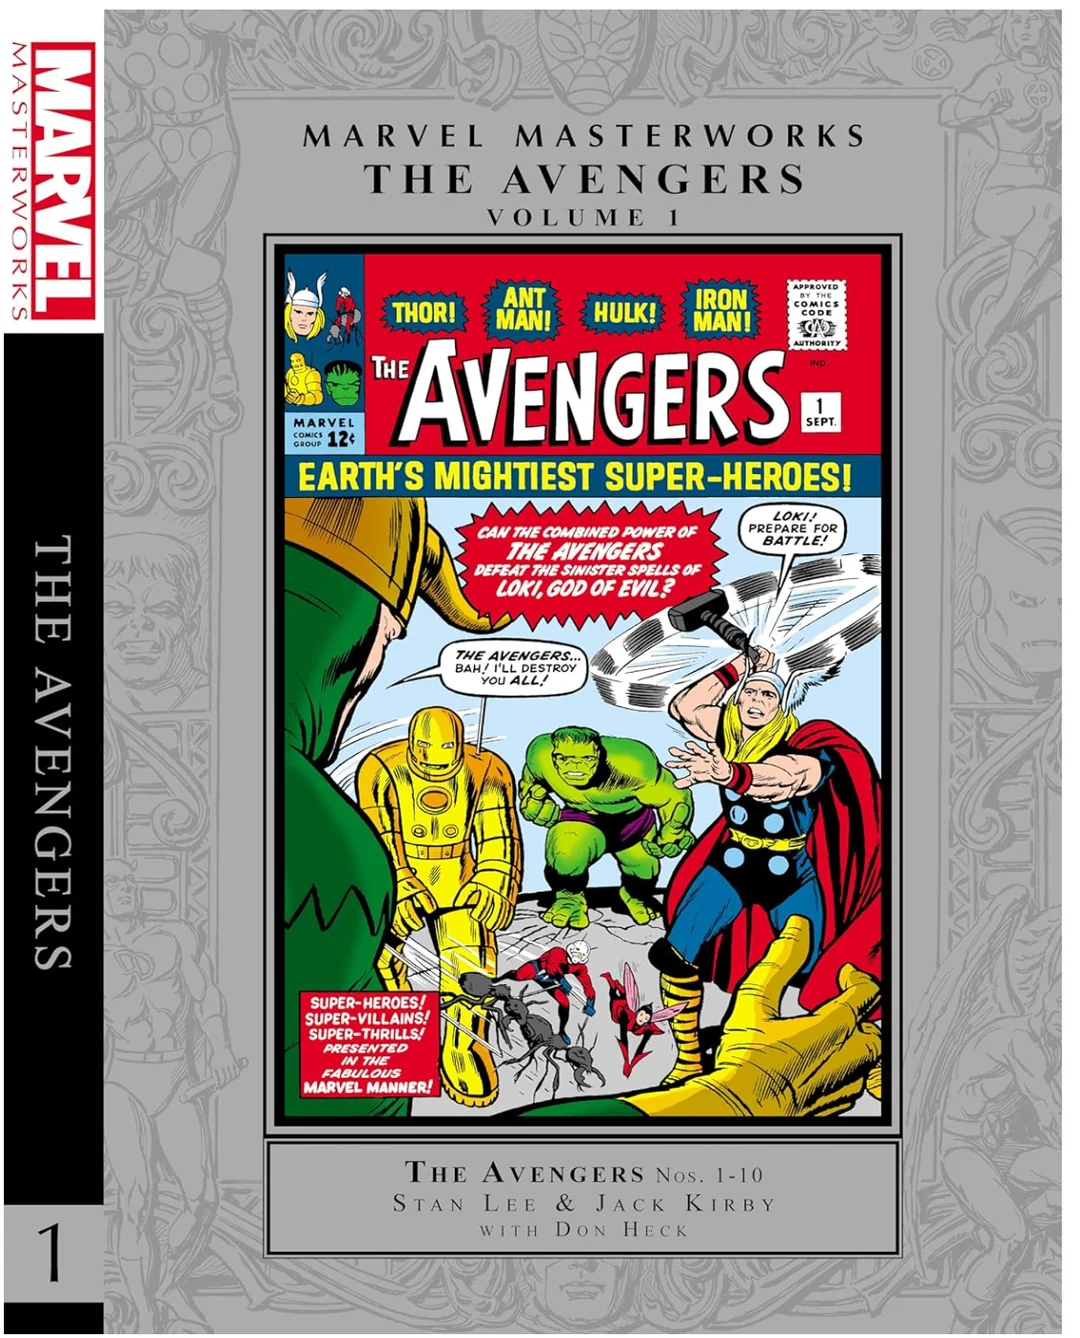 MARVEL
MASTERWORKS
THE AVENGERS
1
MARVEL MASTERWORKS
THE AVENGERS
VOLUME 1
THOR!
ANT
MAN!
HULK!
IRON
MAN!
APPROVED
BY THE
COMICS
CODE
CA
AUTHORITY
IND.
THE AVENGERS
1
SEPT.
MARVEL
COMICS
GROUP 12¢
EARTH'S MIGHTIEST SUPER-HEROES!
CAN THE COMBINED POWER OF
THE AVENGERS
DEFEAT THE SINISTER SPELLS OF
LOKI, GOD OF EVIL?
LOKI!
PREPARE FOR
BATTLE!
THE AVENGERS...
BAH! I'LL DESTROY
YOU ALL!
SUPER-HEROES!
SUPER-VILLAINS!
SUPER-THRILLS!
PRESENTED
IN THE
FABULOUS
MARVEL MANNER!
THE AVENGERS NOS. 1-10
STAN LEE & JACK KIRBY
WITH DON HECK